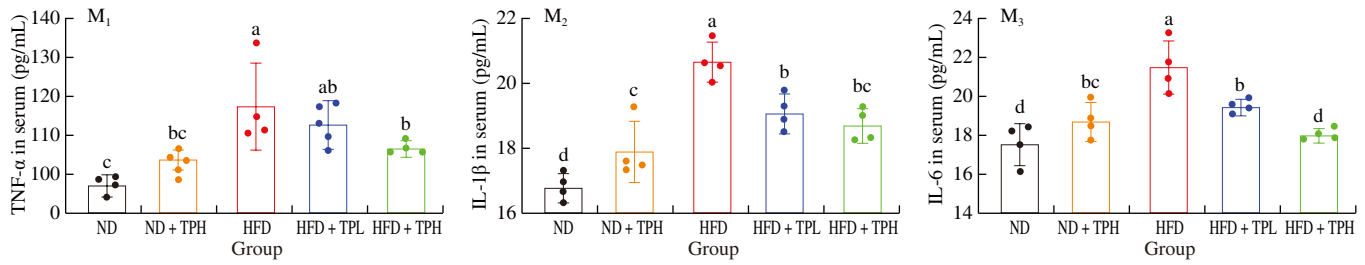 M₁
TNF-α in serum (pg/mL)
140
130
117
110
100
0
c
bc
a
ab
b
ND
ND + TPH
HFD
HFD + TPL
HFD + TPH
Group
M₂
IL-1β in serum (pg/mL)
22
20
18
16
d
c
a
b
bc
ND
ND + TPH
HFD
HFD + TPL
HFD + TPH
Group
M₃
IL-6 in serum (pg/mL)
24
22
20
18
16
14
d
bc
a
b
d
ND
ND + TPH
HFD
HFD + TPL
HFD + TPH
Group